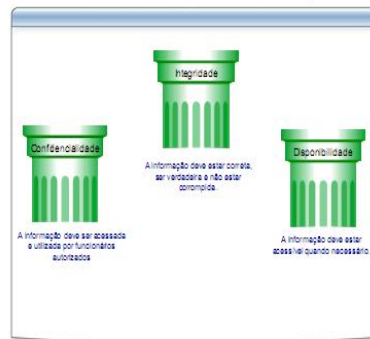 Integridade
A informação deve estar correta,
ser verdadeira e não estar
corrompida.
Confidencialidade
A informação deve ser acessada
e utilizada por funcionários
autorizados
Disponibilidade
A informação deve estar
acessível quando necessário.